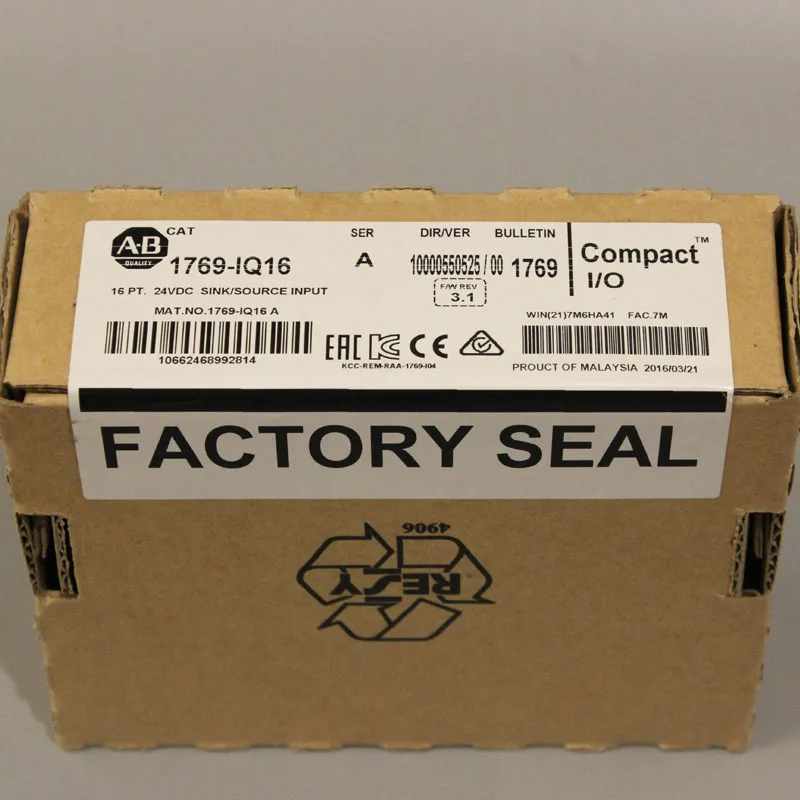 CAT SER DIR/VER BULLETIN
A-B QUALITY 1769-IQ16 A 10000550525 / 00 1769 Compact™ I/O
16 PT. 24VDC SINK/SOURCE INPUT F/W REV 3.1
MAT.NO.1769-IQ16 A WIN(21)7M6HA41 FAC.7M
EAC CE
10662468992814 KCC-REM-RAA-1769-I04 PROUCT OF MALAYSIA 2016/03/21
FACTORY SEAL
4906
RESY